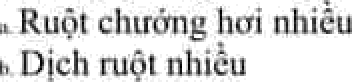 a. Ruột chướng hơi nhiều
b. Dịch ruột nhiều